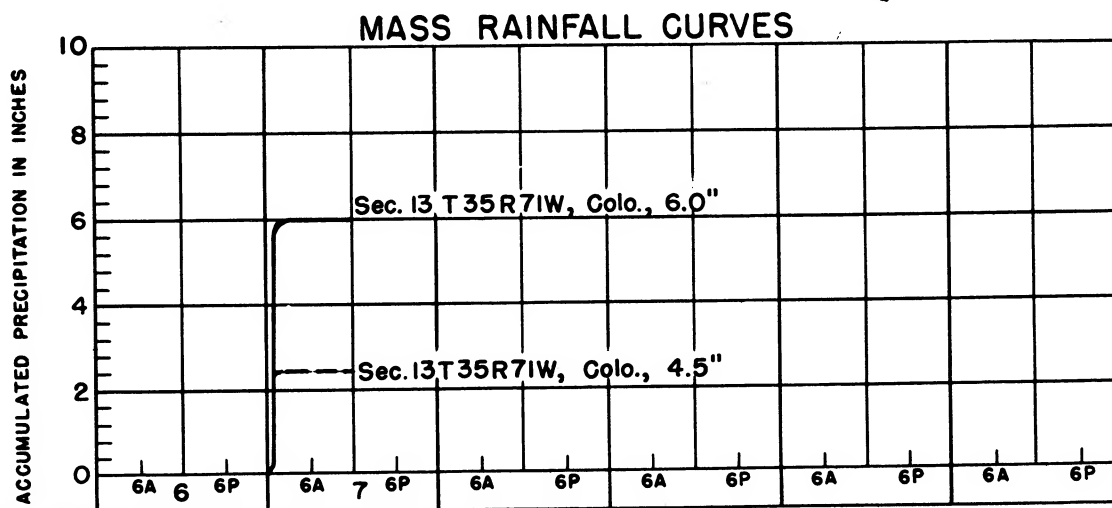 MASS RAINFALL CURVES
ACCUMULATED PRECIPITATION IN INCHES
10
8
6
4
2
0
Sec. 13 T35R71W, Colo., 6.0"
Sec. 13T35R71W, Colo., 4.5"
6A 6 6P 6A 7 6P 6A 6P 6A 6P 6A 6P 6A 6P